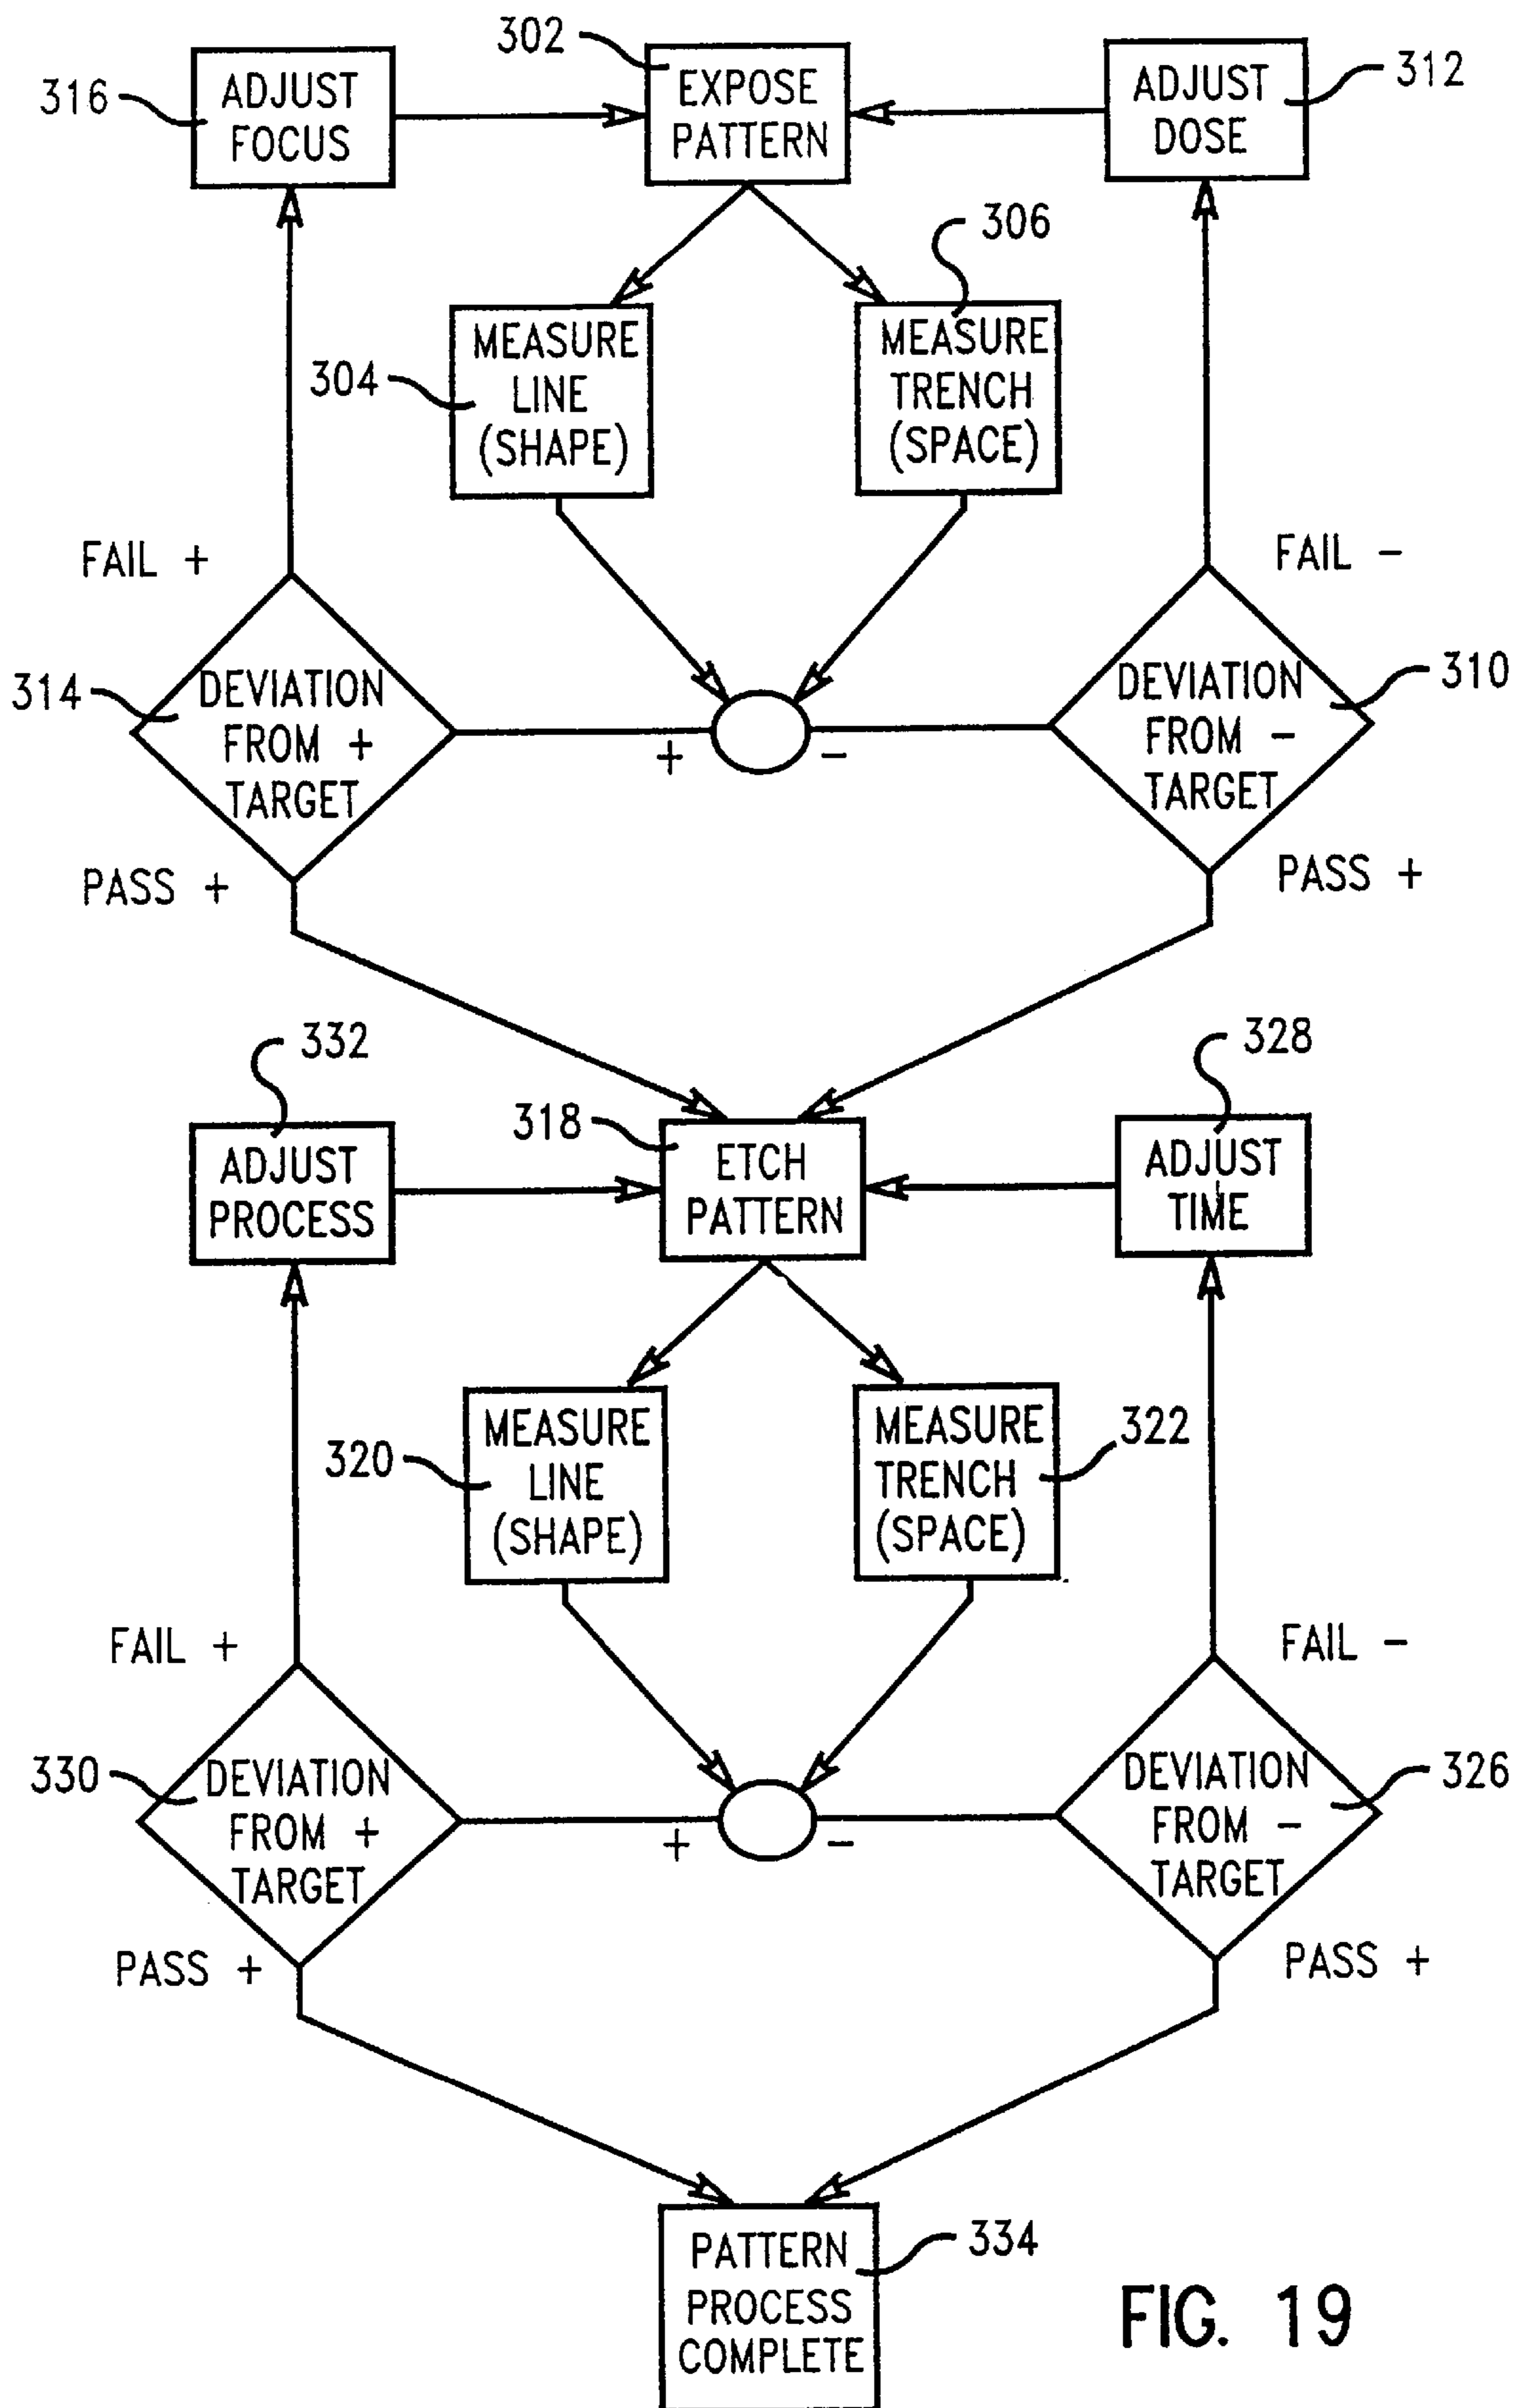 302
316
ADJUST
FOCUS
EXPOSE
PATTERN
ADJUST
DOSE
312
306
304
MEASURE
LINE
(SHAPE)
MEASURE
TRENCH
(SPACE)
FAIL +
FAIL -
314
DEVIATION
FROM +
TARGET
+
-
DEVIATION
FROM -
TARGET
310
PASS +
PASS +
332
328
318
ADJUST
PROCESS
ETCH
PATTERN
ADJUST
TIME
320
MEASURE
LINE
(SHAPE)
MEASURE
TRENCH
(SPACE)
322
FAIL +
FAIL -
330
DEVIATION
FROM +
TARGET
+
-
DEVIATION
FROM -
TARGET
326
PASS +
PASS +
PATTERN
PROCESS
COMPLETE
334
FIG. 19